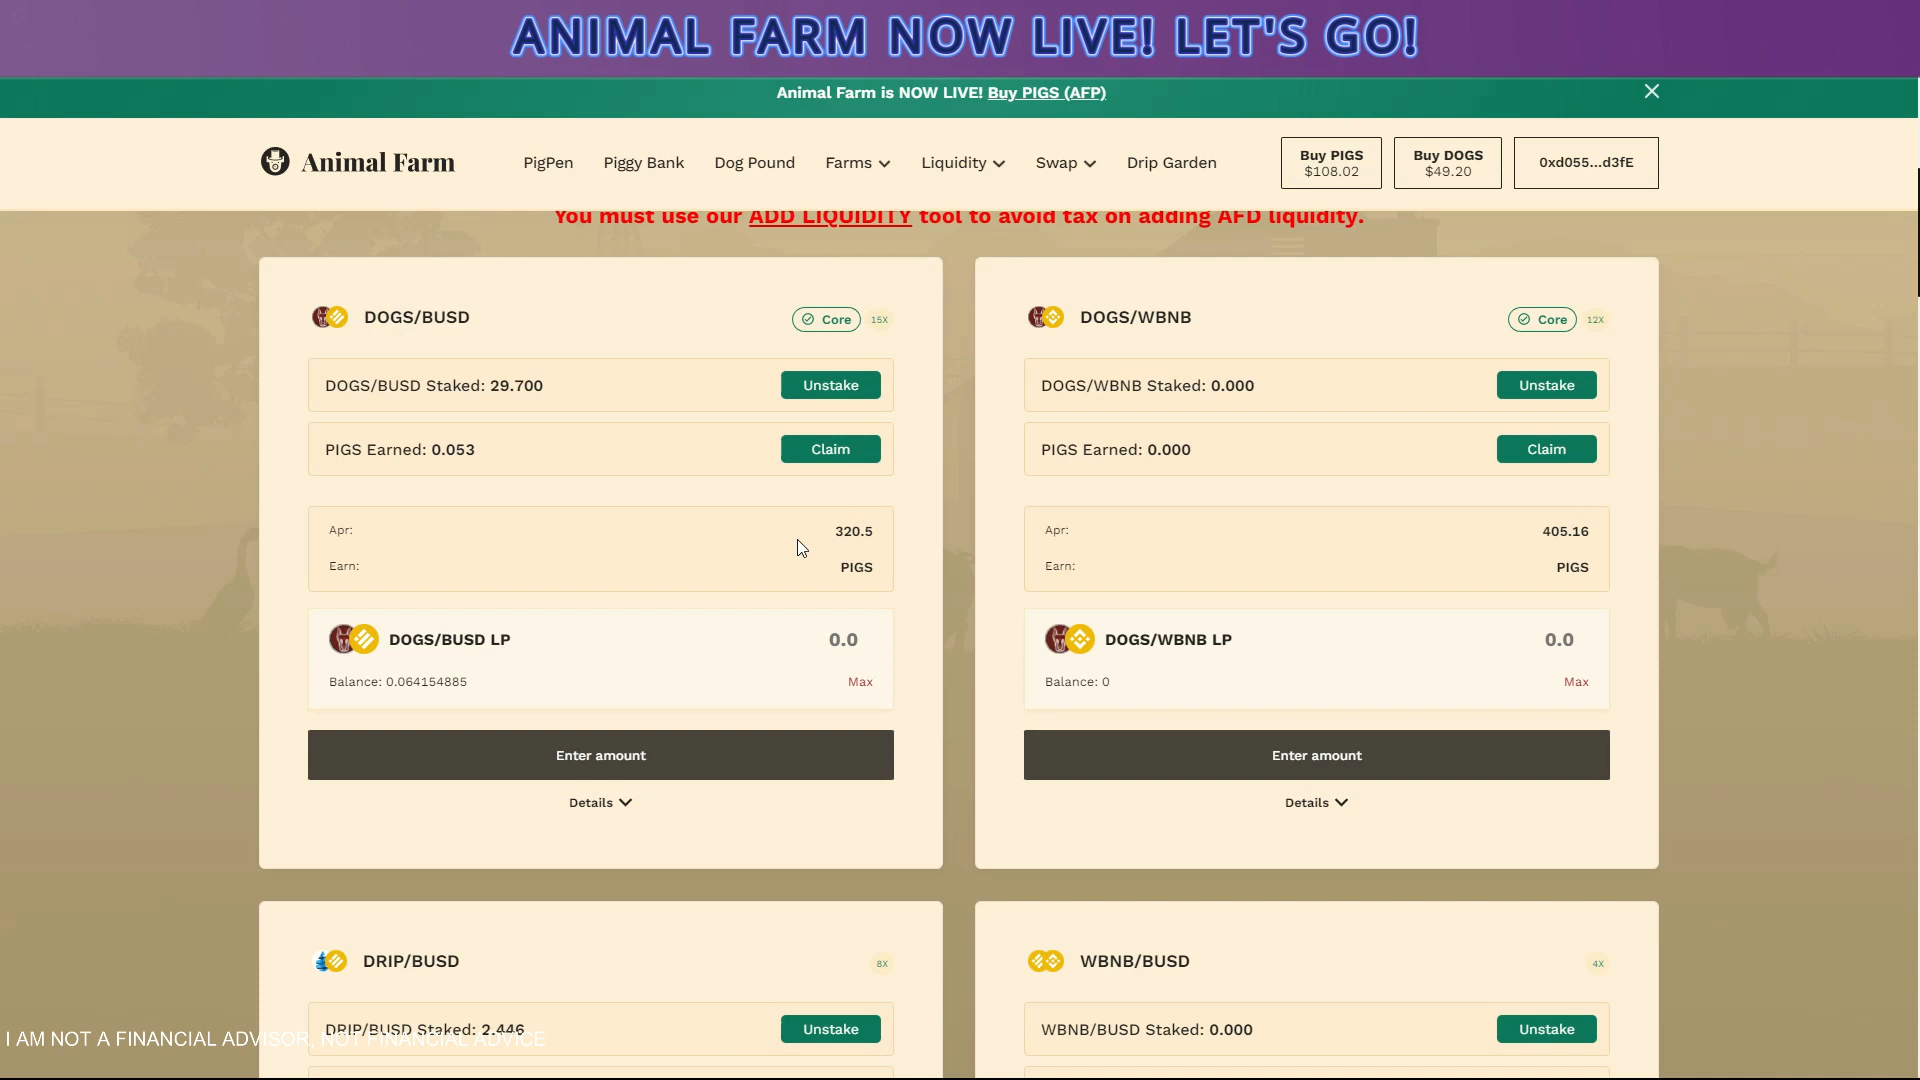 ANIMAL FARM NOW LIVE! LET'S GO!
Animal Farm is NOW LIVE! Buy PIGS (AFP)
Animal Farm
PigPen
Piggy Bank
Dog Pound
Farms
Liquidity
Swap
Drip Garden
Buy PIGS
$108.02
Buy DOGS
$49.20
0xd055...d3fE
You must use our ADD LIQUIDITY tool to avoid tax on adding AFD liquidity.
DOGS/BUSD
Core
15X
DOGS/BUSD Staked: 29.700
Unstake
PIGS Earned: 0.053
Claim
Apr:
320.5
Earn:
PIGS
DOGS/BUSD LP
0.0
Balance: 0.064154885
Max
Enter amount
Details
DOGS/WBNB
Core
12X
DOGS/WBNB Staked: 0.000
Unstake
PIGS Earned: 0.000
Claim
Apr:
405.16
Earn:
PIGS
DOGS/WBNB LP
0.0
Balance: 0
Max
Enter amount
Details
DRIP/BUSD
8X
DRIP/BUSD Staked: 2.446
Unstake
WBNB/BUSD
4X
WBNB/BUSD Staked: 0.000
Unstake
I AM NOT A FINANCIAL ADVISOR, NOT FINANCIAL ADVICE